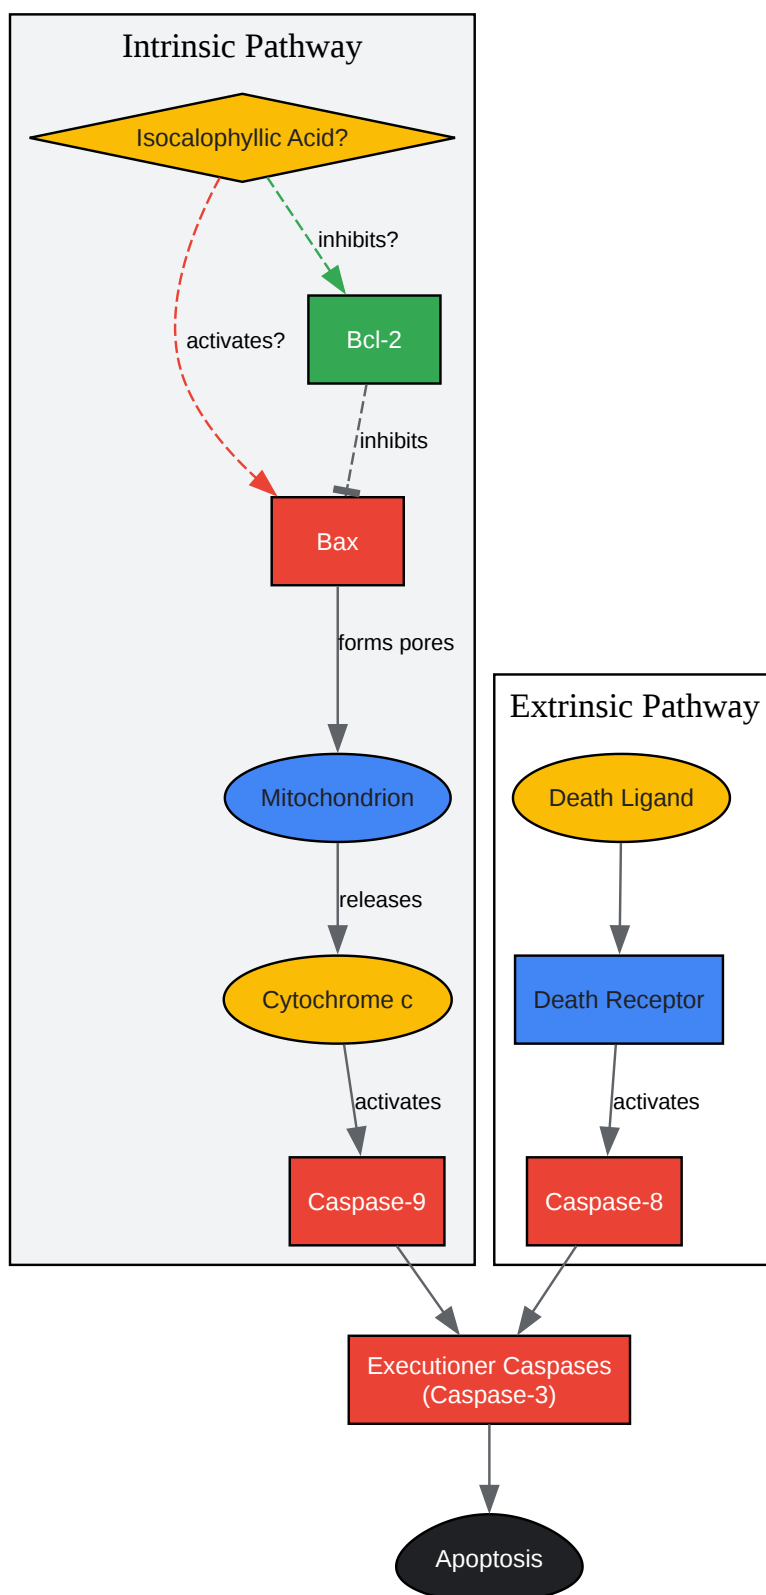 Intrinsic Pathway
Isocalophyllic Acid?
inhibits?
activates?
Bcl-2
inhibits
Bax
forms pores
Mitochondrion
releases
Cytochrome c
activates
Caspase-9
Extrinsic Pathway
Death Ligand
Death Receptor
activates
Caspase-8
Executioner Caspases
(Caspase-3)
Apoptosis